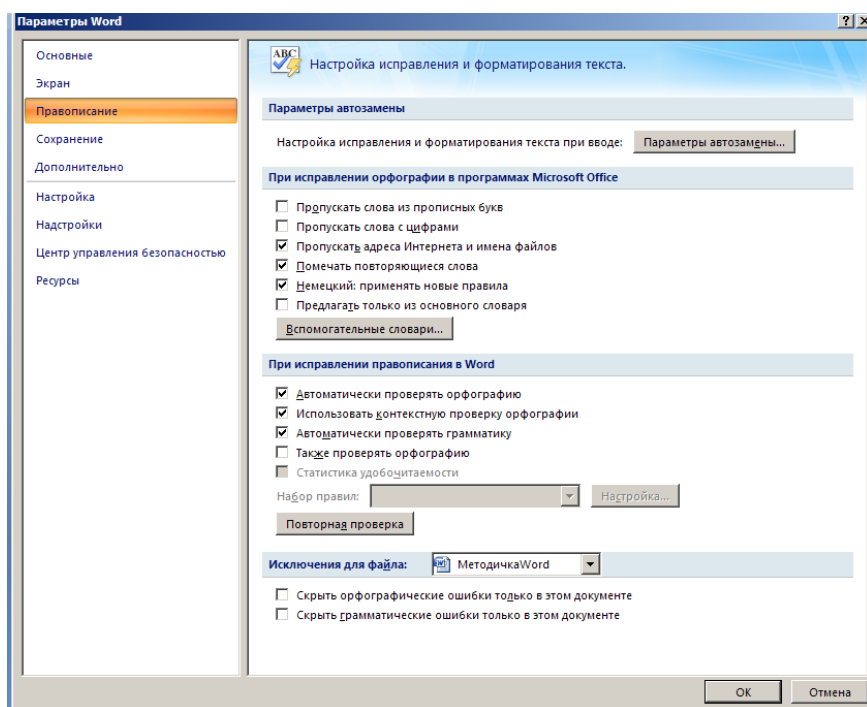 Параметры Word
Основные
Экран
Правописание
Сохранение
Дополнительно
Настройка
Надстройки
Центр управления безопасностью
Ресурсы
ABC
Настройка исправления и форматирования текста.
Параметры автозамены
Настройка исправления и форматирования текста при вводе: Параметры автозамены...
При исправлении орфографии в программах Microsoft Office
Пропускать слова из прописных букв
Пропускать слова с цифрами
Пропускать адреса Интернета и имена файлов
Помечать повторяющиеся слова
Немецкий: применять новые правила
Предлагать только из основного словаря
Вспомогательные словари...
При исправлении правописания в Word
Автоматически проверять орфографию
Использовать контекстную проверку орфографии
Автоматически проверять грамматику
Также проверять орфографию
Статистика удобочитаемости
Набор правил: Настройка...
Повторная проверка
Исключения для файла: МетодичкаWord
Скрыть орфографические ошибки только в этом документе
Скрыть грамматические ошибки только в этом документе
ОК Отмена